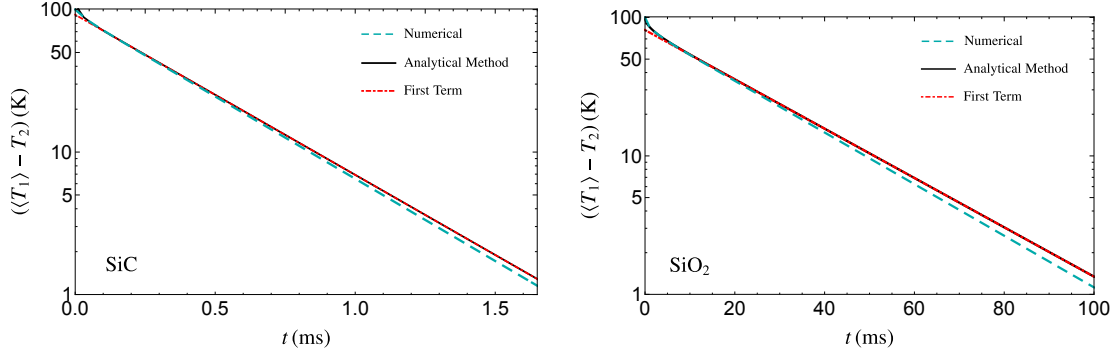 100
50
10
5
1
(⟨T₁⟩ − T₂) (K)
Numerical
Analytical Method
First Term
SiC
0.0 0.5 1.0 1.5
t (ms)
100
50
10
5
1
(⟨T₁⟩ − T₂) (K)
Numerical
Analytical Method
First Term
SiO₂
0 20 40 60 80 100
t (ms)